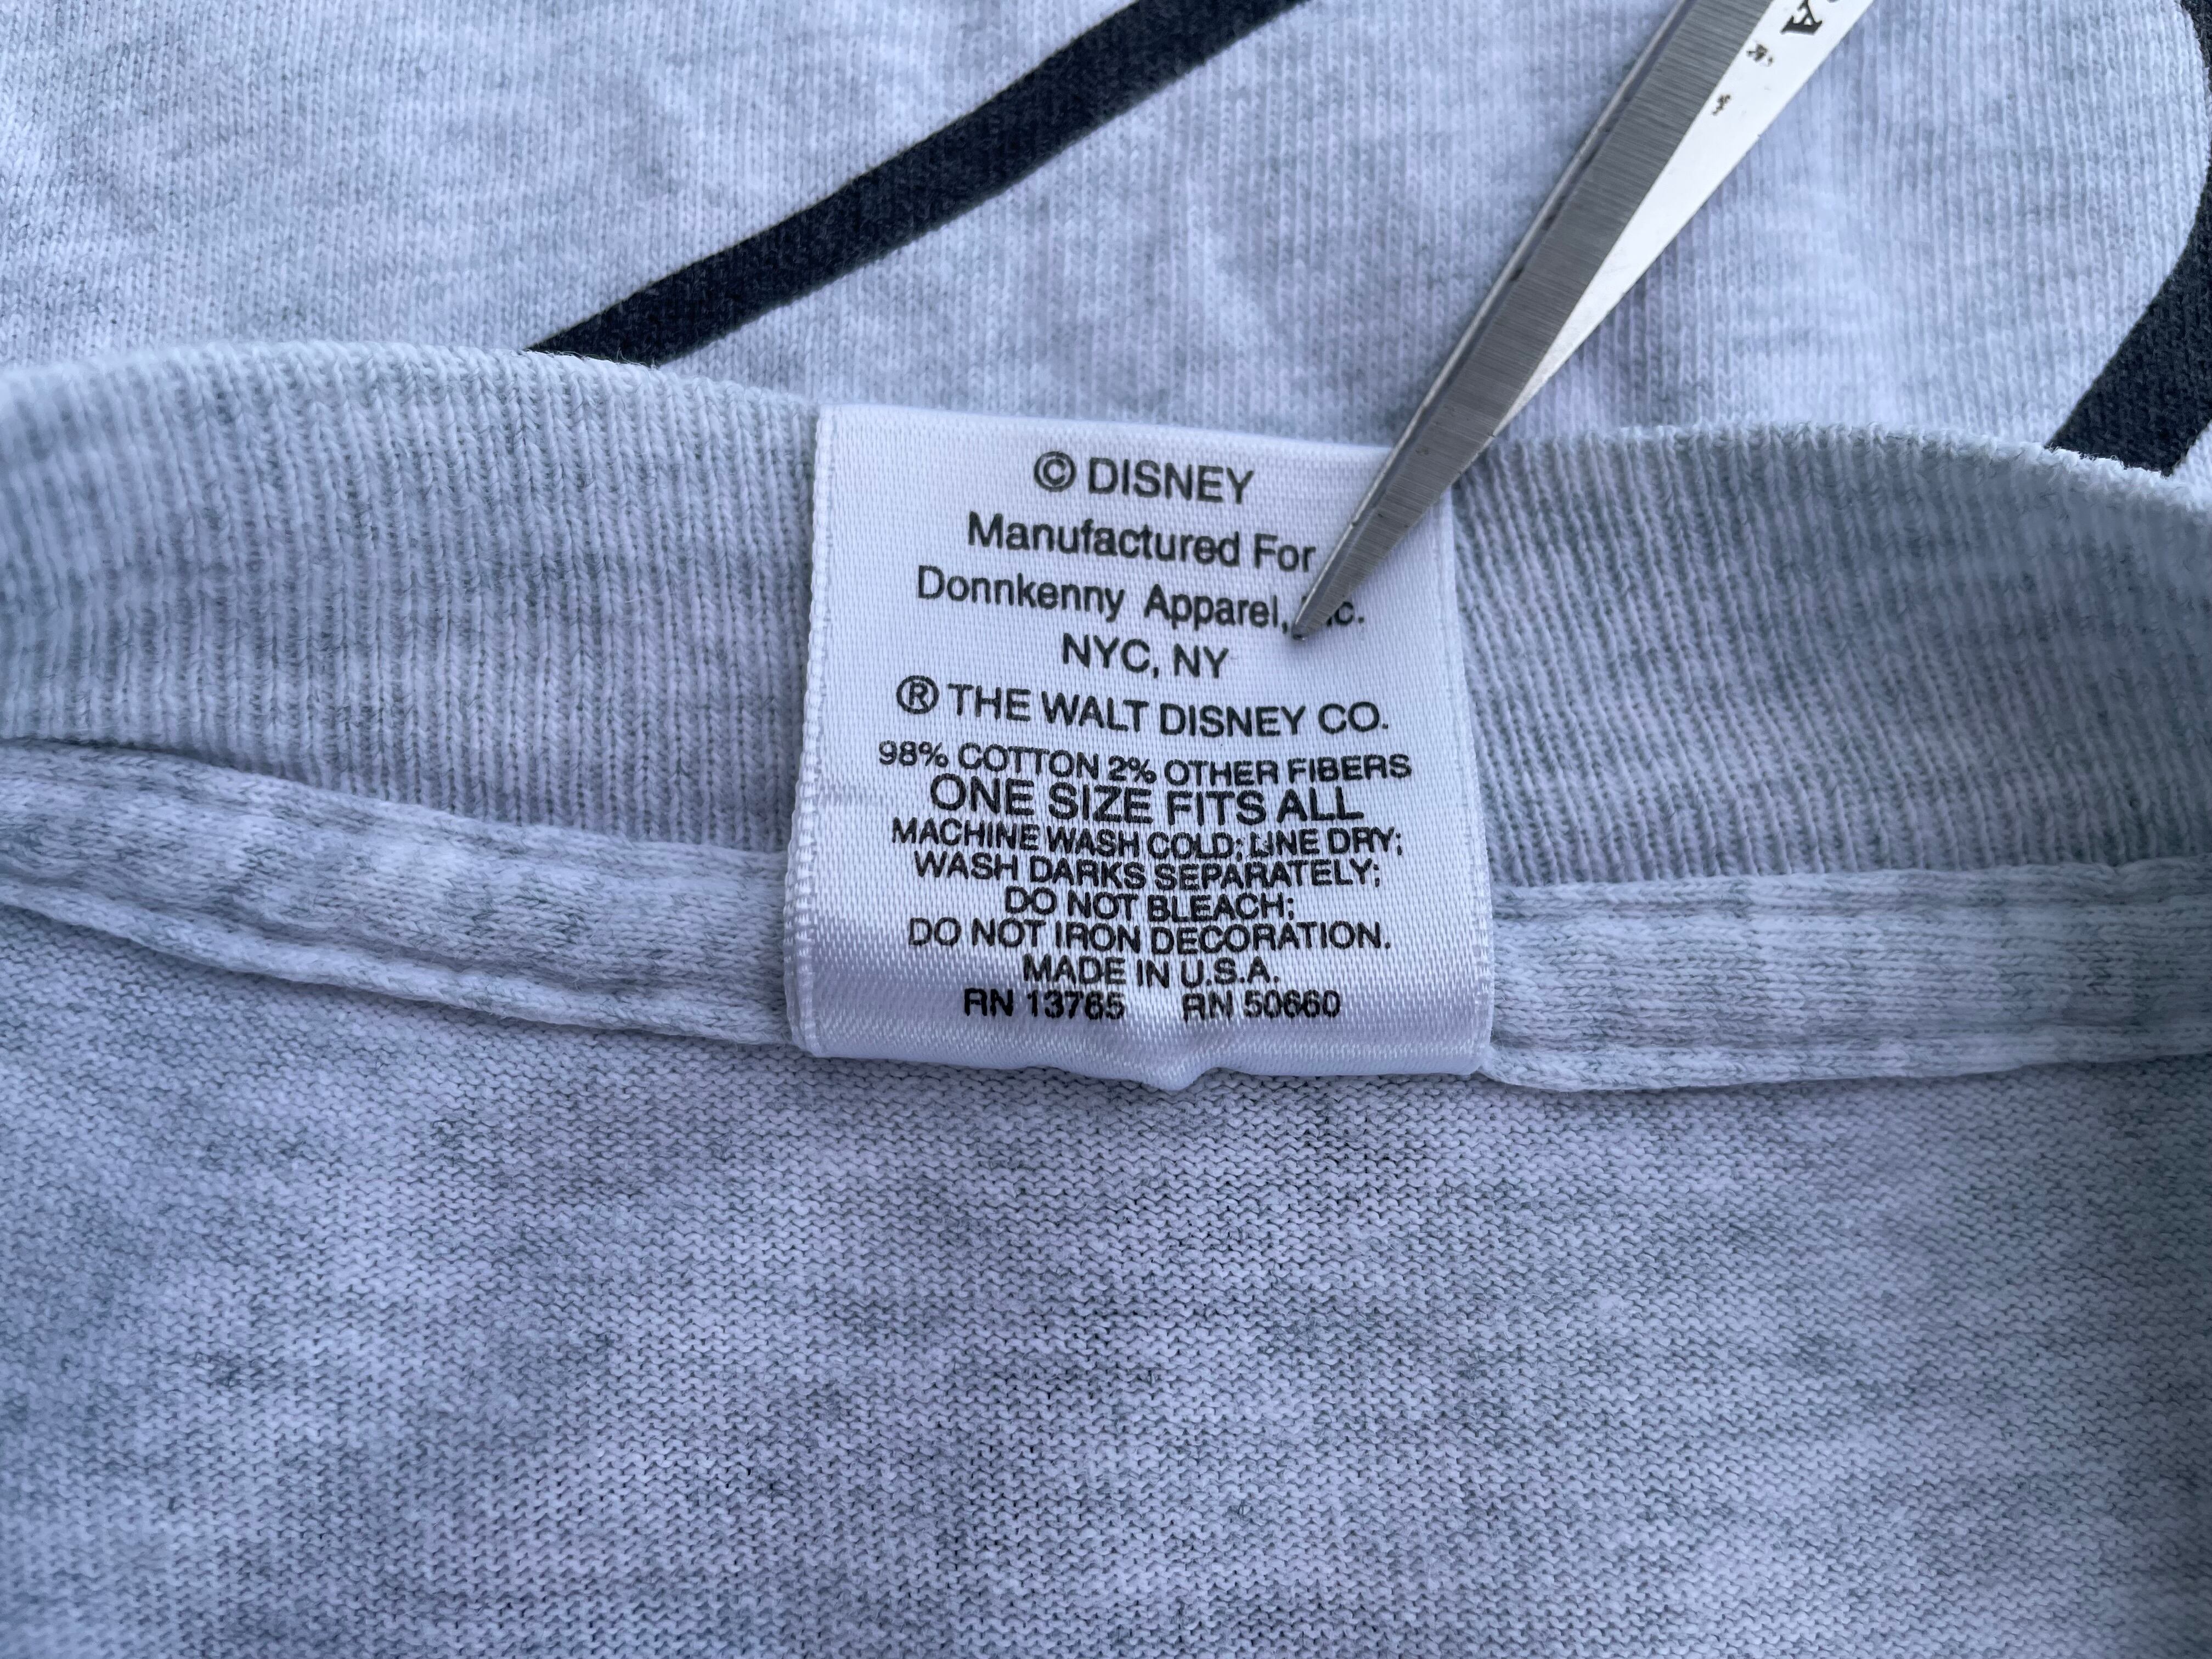 © DISNEY
Manufactured For
Donnkenny Apparel, c.
NYC, NY
® THE WALT DISNEY CO.
98% COTTON 2% OTHER FIBERS
ONE SIZE FITS ALL
MACHINE WASH COLD; LINE DRY;
WASH DARKS SEPARATELY;
DO NOT BLEACH;
DO NOT IRON DECORATION.
MADE IN U.S.A.
RN 13765 RN 50660